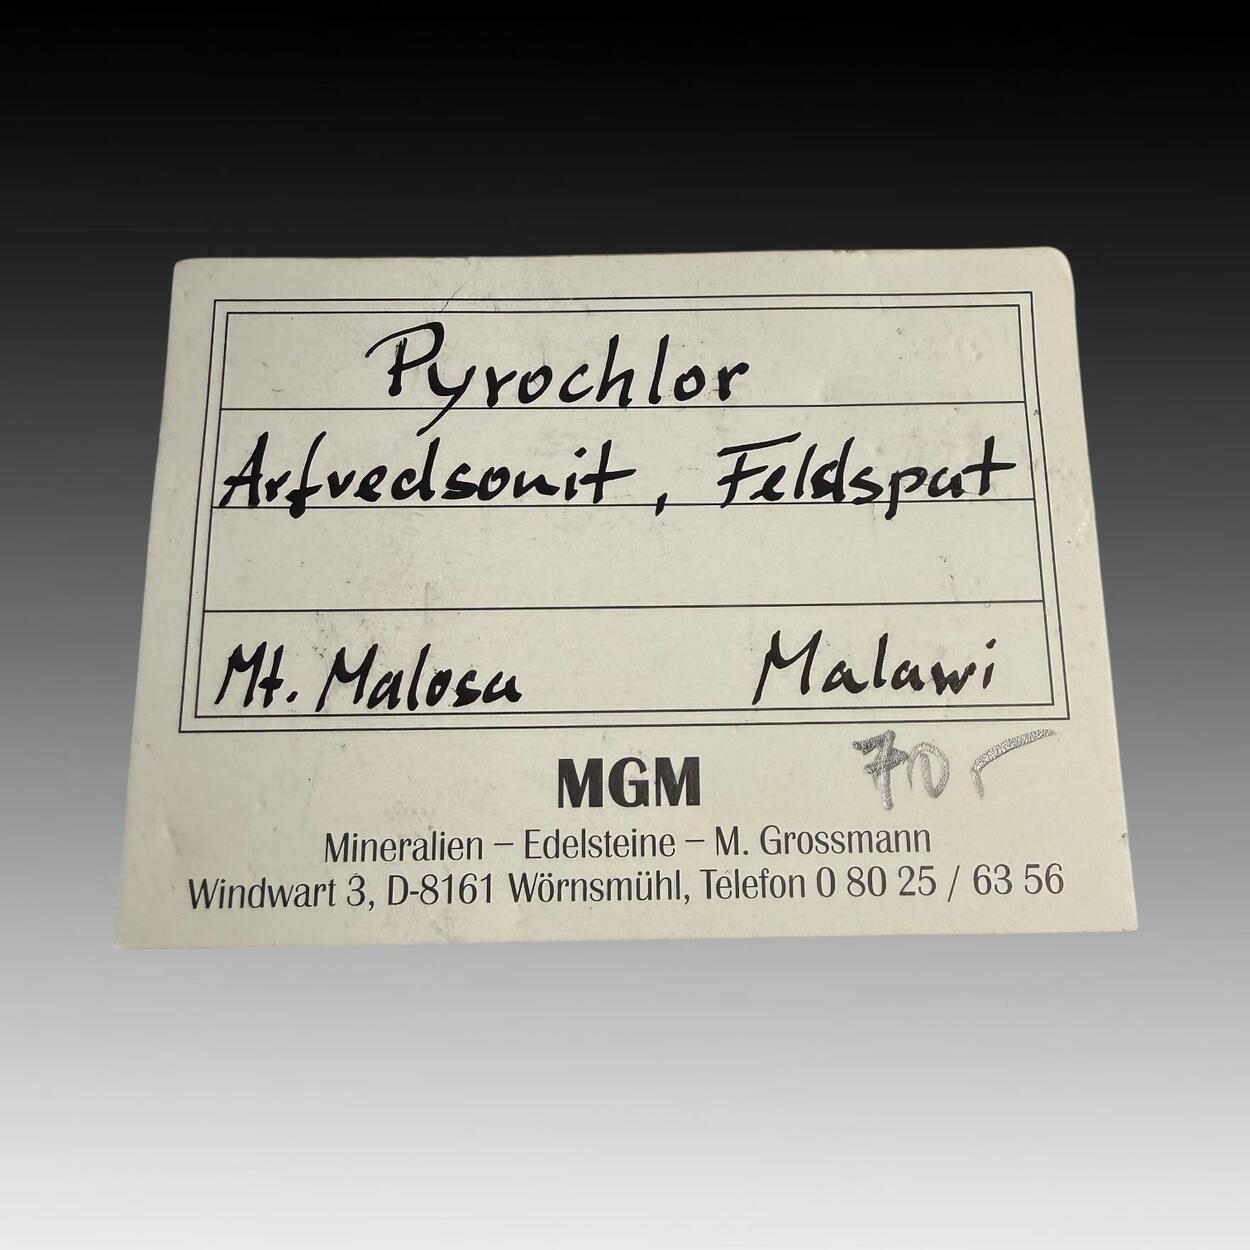 Pyrochlor
Arfvedsonit, Feldspat
Mt. Malosa Malawi
70,-
MGM
Mineralien – Edelsteine – M. Grossmann
Windwart 3, D-8161 Wörnsmühl, Telefon 0 80 25 / 63 56